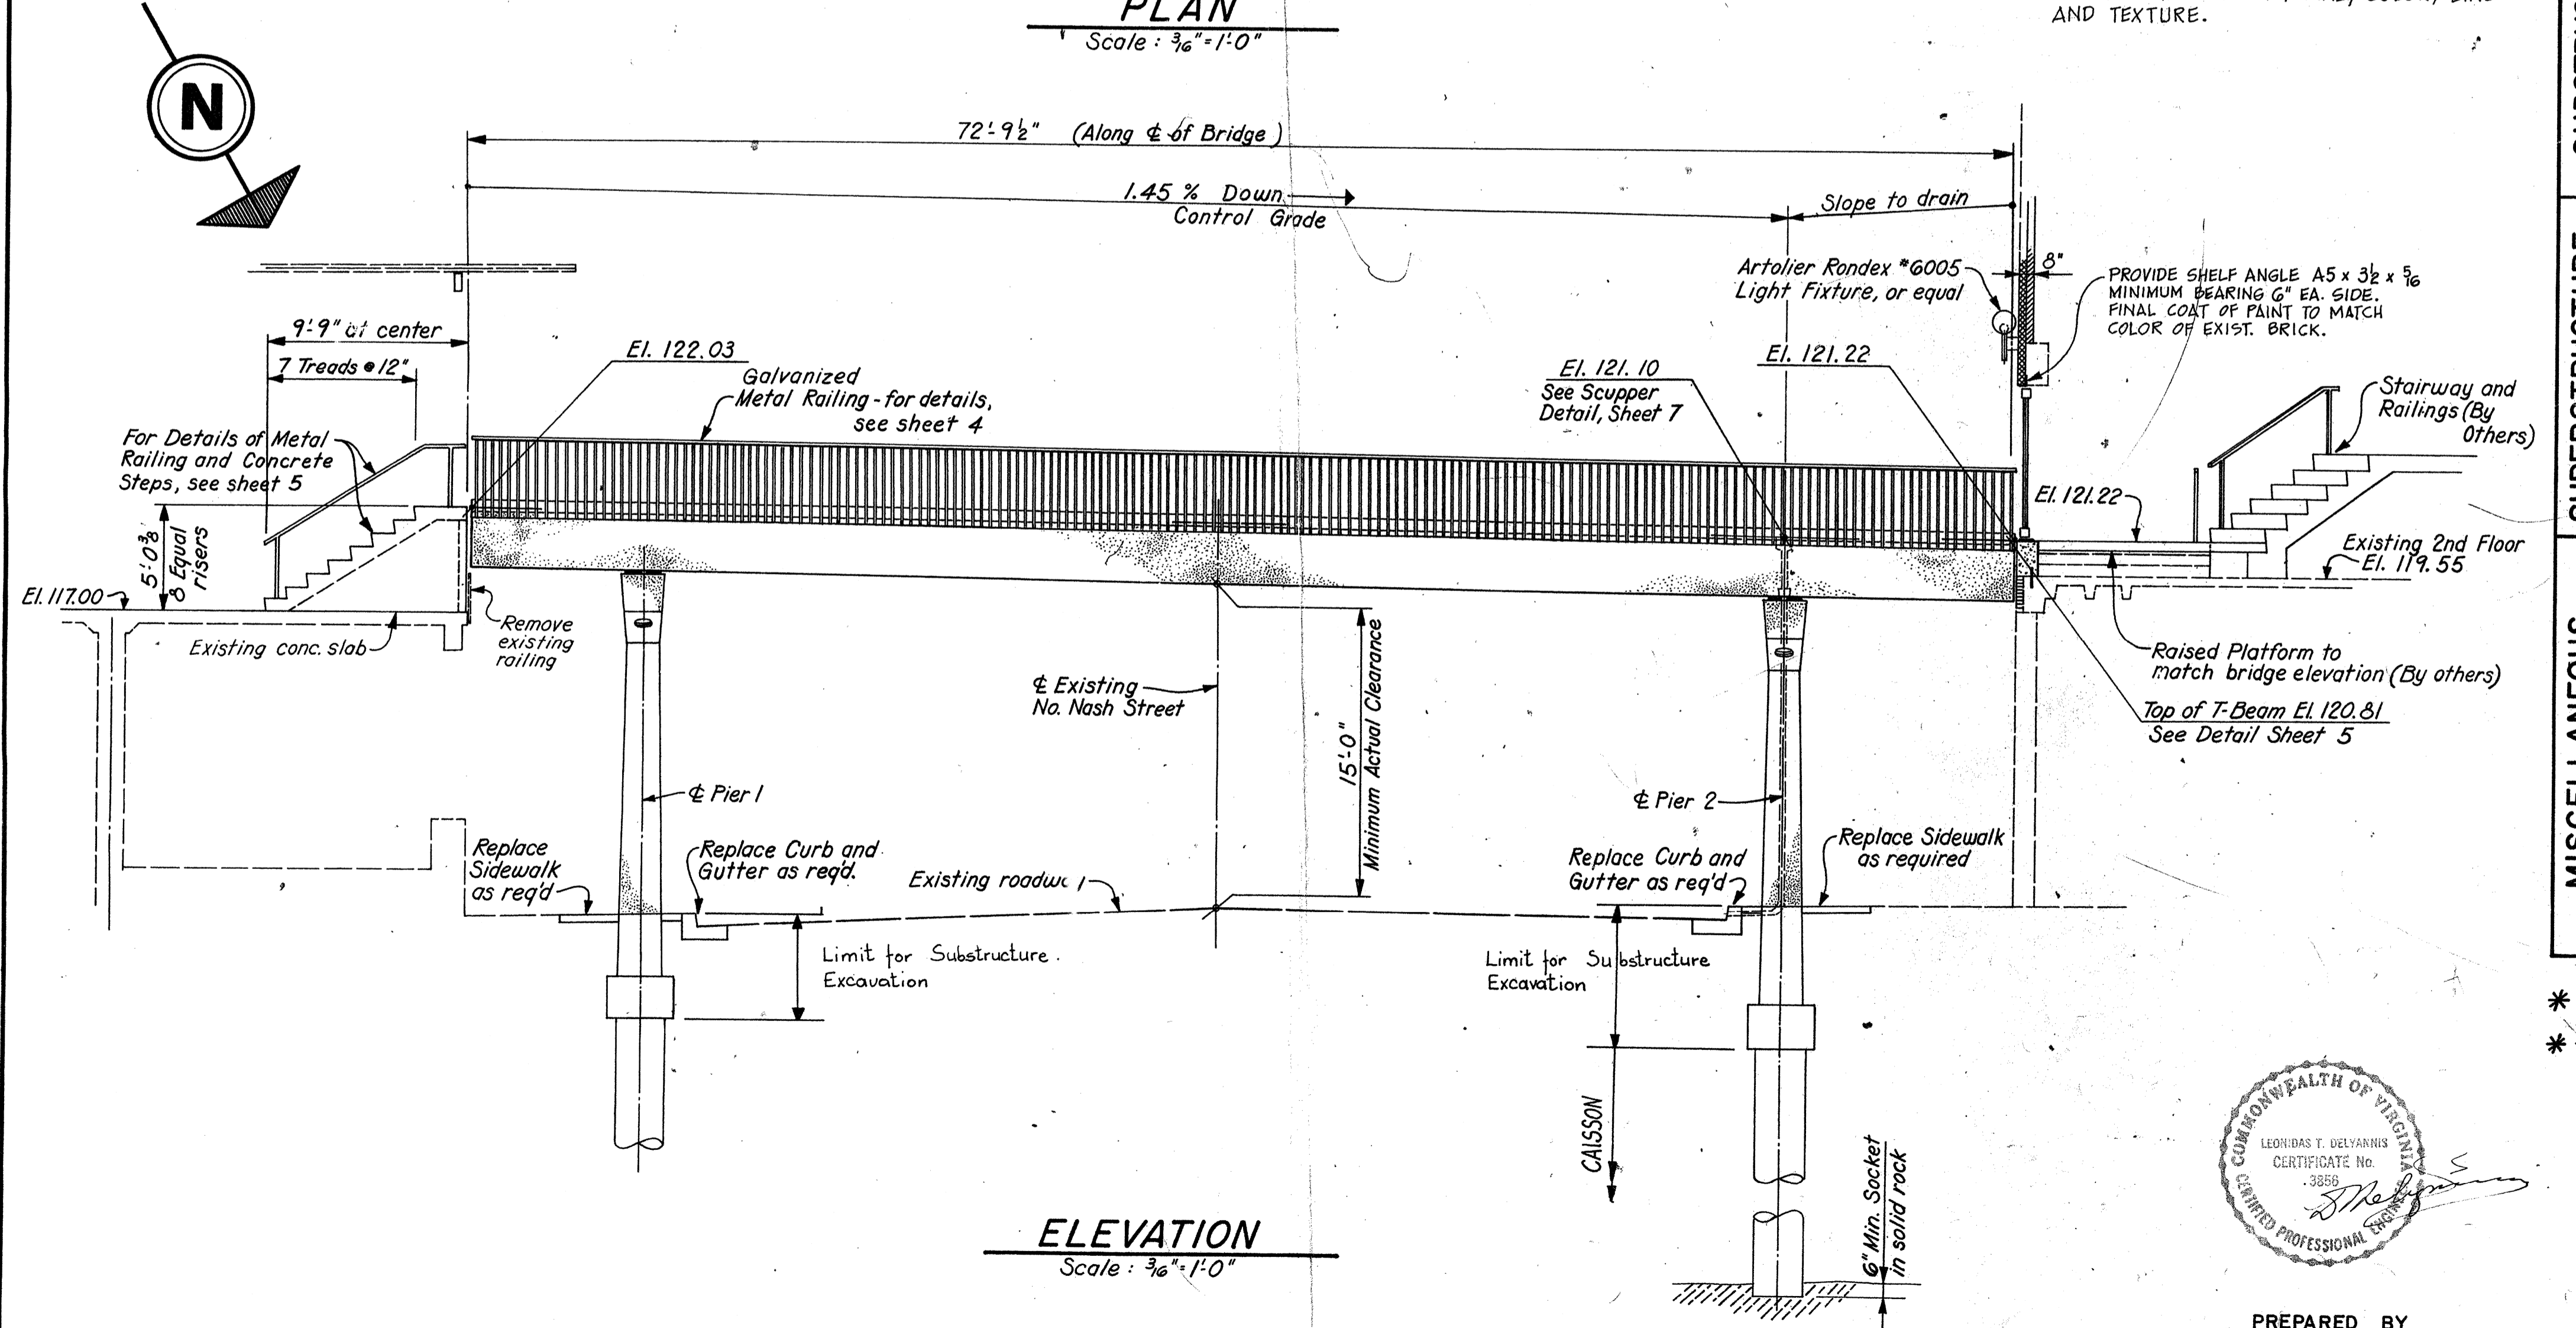 PLAN
Scale : 3/16" = 1'-0"
AND TEXTURE.
N
72'-9½" (Along ℄ of Bridge)
1.45 % Down
Control Grade
Slope to drain
Artolier Rondex #6005
Light Fixture, or equal
8"
PROVIDE SHELF ANGLE A5 x 3½ x 5/16
MINIMUM BEARING 6" EA. SIDE.
FINAL COAT OF PAINT TO MATCH
COLOR OF EXIST. BRICK.
9'-9" at center
7 Treads @ 12"
El. 122.03
Galvanized
Metal Railing - for details,
see sheet 4
El. 121.10
See Scupper
Detail, Sheet 7
El. 121.22
Stairway and
Railings (By
Others)
For Details of Metal
Railing and Concrete
Steps, see sheet 5
5'-0⅜"
8 Equal
risers
El. 117.00
Existing conc. slab
Remove
existing
railing
El. 121.22
Existing 2nd Floor
El. 119.55
Raised Platform to
match bridge elevation (By others)
Top of T-Beam El. 120.81
See Detail Sheet 5
℄ Existing
No. Nash Street
15'-0"
Minimum Actual Clearance
℄ Pier 1
℄ Pier 2
Replace
Sidewalk
as req'd
Replace Curb and
Gutter as req'd.
Existing
Replace Curb and
Gutter as req'd
Replace Sidewalk
as required
Limit for Substructure.
Excavation
Limit for Substructure
Excavation
CAISSON
6" Min. Socket
in solid rock
ELEVATION
Scale : 3/16" = 1'-0"
COMMONWEALTH OF VIRGINIA
LEONIDAS T. DELYANNIS
CERTIFICATE No.
3856
CERTIFIED PROFESSIONAL ENGINEER
* *
PREPARED BY